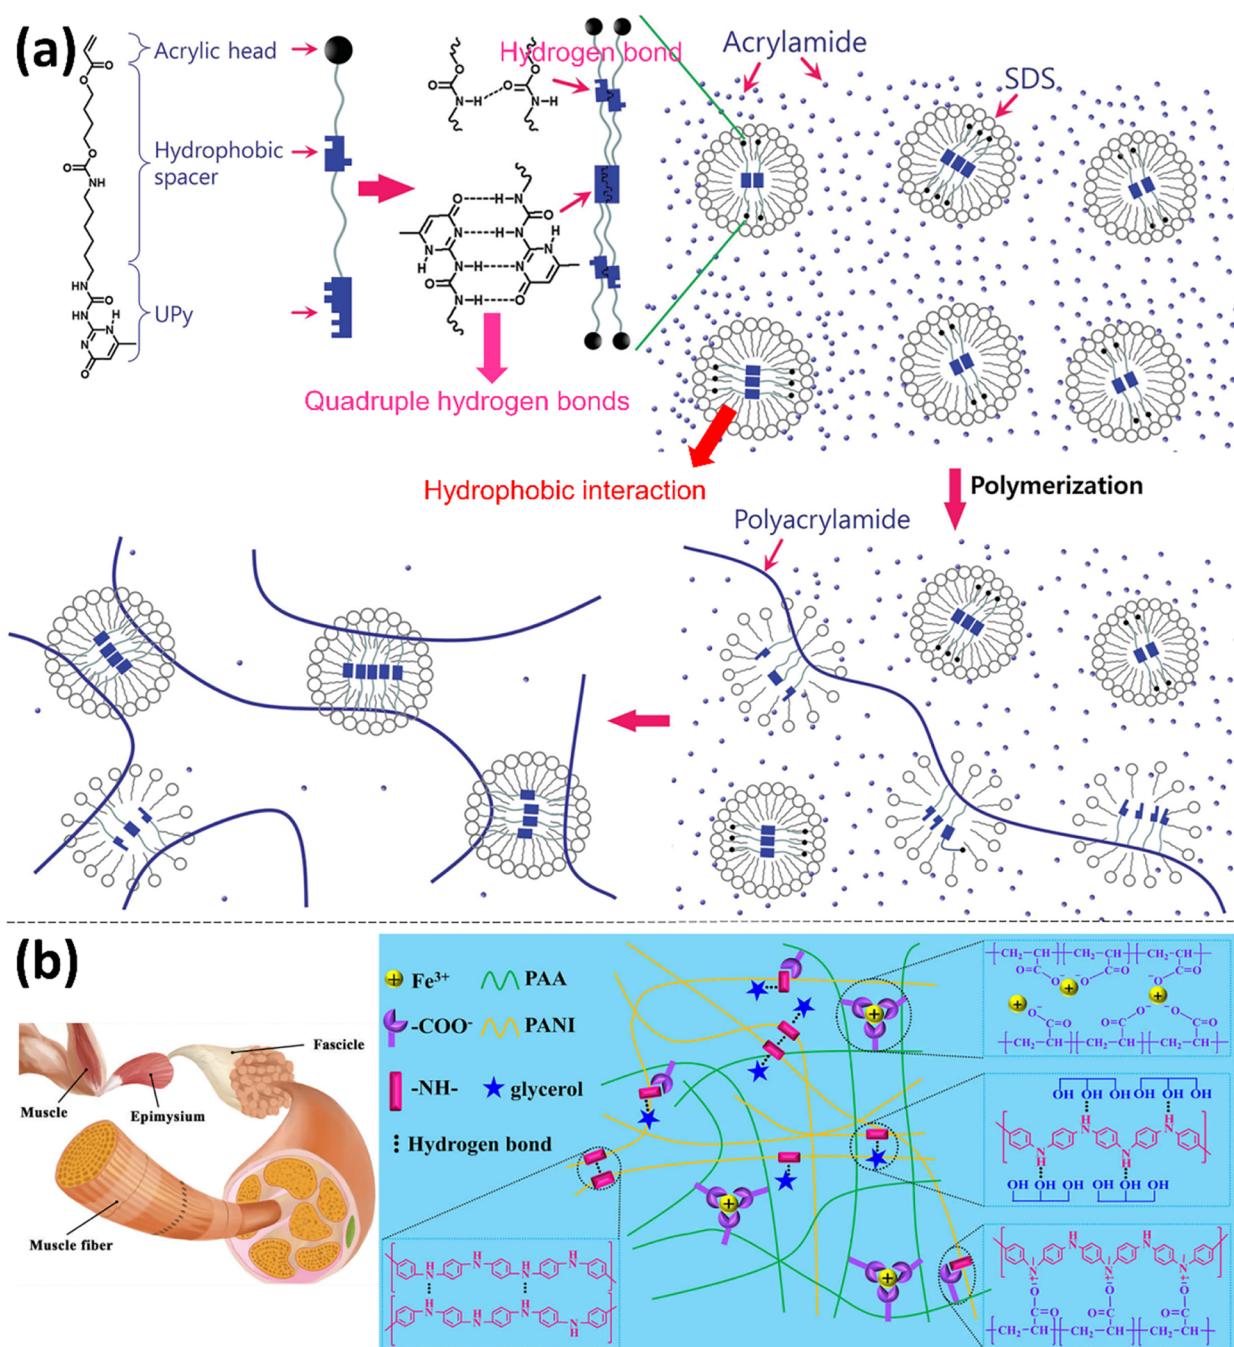 (a)
Acrylic head
Hydrophobic
spacer
UPy
Hydrogen bond
Quadruple hydrogen bonds
Acrylamide
SDS
Hydrophobic interaction
Polymerization
Polyacrylamide
(b)
Muscle
Epimysium
Fascicle
Muscle fiber
Fe³⁺
PAA
-COO⁻
PANI
-NH-
glycerol
Hydrogen bond